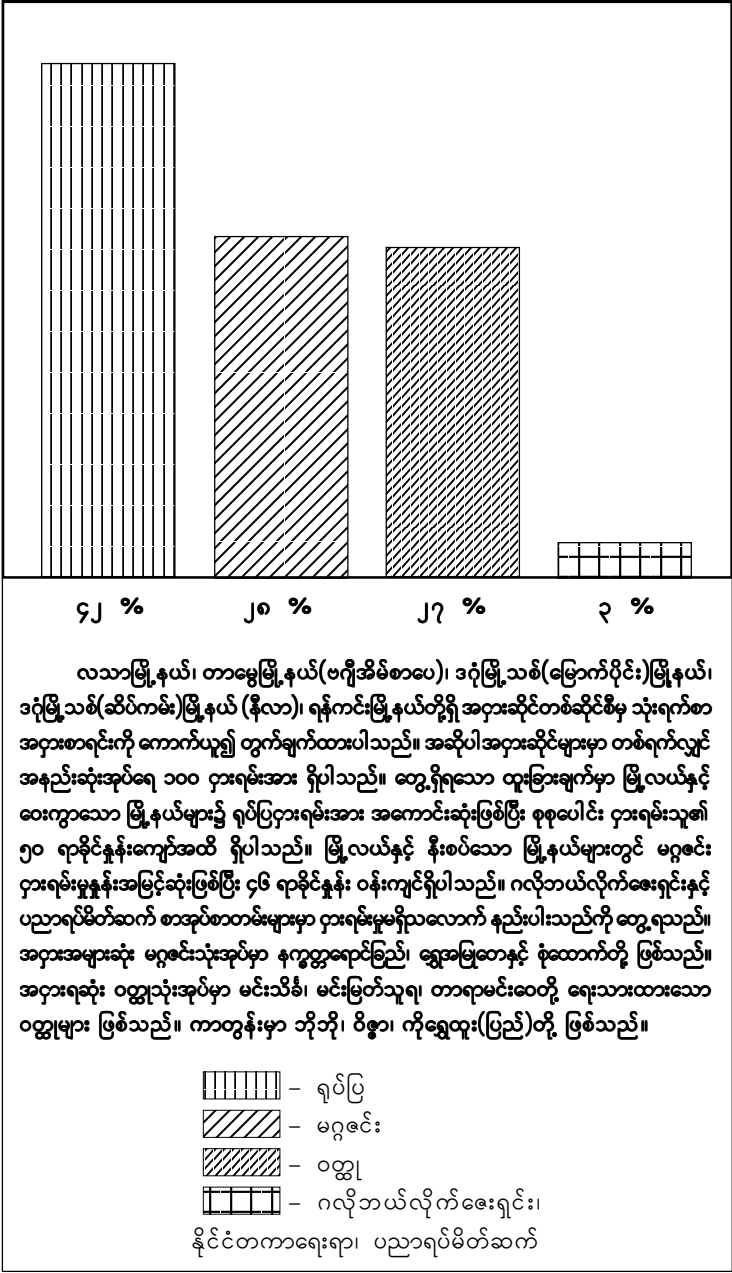 ၄၂ %
၂၈ %
၂၇ %
၃ %
လသာမြို့နယ်၊ တာမွေမြို့နယ်(ဗဂျီအိမ်စာပေ)၊ ဒဂုံမြို့သစ်(မြောက်ပိုင်း)မြို့နယ်၊
ဒဂုံမြို့သစ်(ဆိပ်ကမ်း)မြို့နယ် (နီလာ)၊ ရန်ကင်းမြို့နယ်တို့ရှိ အငှားဆိုင်တစ်ဆိုင်စီမှ သုံးရက်စာ
အငှားစာရင်းကို ကောက်ယူ၍ တွက်ချက်ထားပါသည်။ အဆိုပါအငှားဆိုင်များမှာ တစ်ရက်လျှင်
အနည်းဆုံးအုပ်ရေ ၁၀၀ ငှားရမ်းအား ရှိပါသည်။ တွေ့ရှိရသော ထူးခြားချက်မှာ မြို့လယ်နှင့်
ဝေးကွာသော မြို့နယ်များ၌ ရုပ်ပြငှားရမ်းအား အကောင်းဆုံးဖြစ်ပြီး စုစုပေါင်း ငှားရမ်းသူ၏
၅၀ ရာခိုင်နှုန်းကျော်အထိ ရှိပါသည်။ မြို့လယ်နှင့် နီးစပ်သော မြို့နယ်များတွင် မဂ္ဂဇင်း
ငှားရမ်းမှုနှုန်းအမြင့်ဆုံးဖြစ်ပြီး ၄၆ ရာခိုင်နှုန်း ဝန်းကျင်ရှိပါသည်။ ဂလိုဘယ်လိုက်ဇေးရှင်းနှင့်
ပညာရပ်မိတ်ဆက် စာအုပ်စာတမ်းများမှာ ငှားရမ်းမှုမရှိသလောက် နည်းပါးသည်ကို တွေ့ရသည်။
အငှားအများဆုံး မဂ္ဂဇင်းသုံးအုပ်မှာ နက္ခတ္တရောင်ခြည်၊ ရွှေအမြုတေနှင့် စုံထောက်တို့ ဖြစ်သည်။
အငှားရဆုံး ဝတ္ထုသုံးအုပ်မှာ မင်းသိင်္ခ၊ မင်းမြတ်သူရ၊ တာရာမင်းဝေတို့ ရေးသားထားသော
ဝတ္ထုများ ဖြစ်သည်။ ကာတွန်းမှာ ဘိုဘို၊ ဝိဇ္ဇာ၊ ကိုရွှေထူး(ပြည်)တို့ ဖြစ်သည်။
– ရုပ်ပြ
– မဂ္ဂဇင်း
– ဝတ္ထု
– ဂလိုဘယ်လိုက်ဇေးရှင်း၊
နိုင်ငံတကာရေးရာ၊ ပညာရပ်မိတ်ဆက်